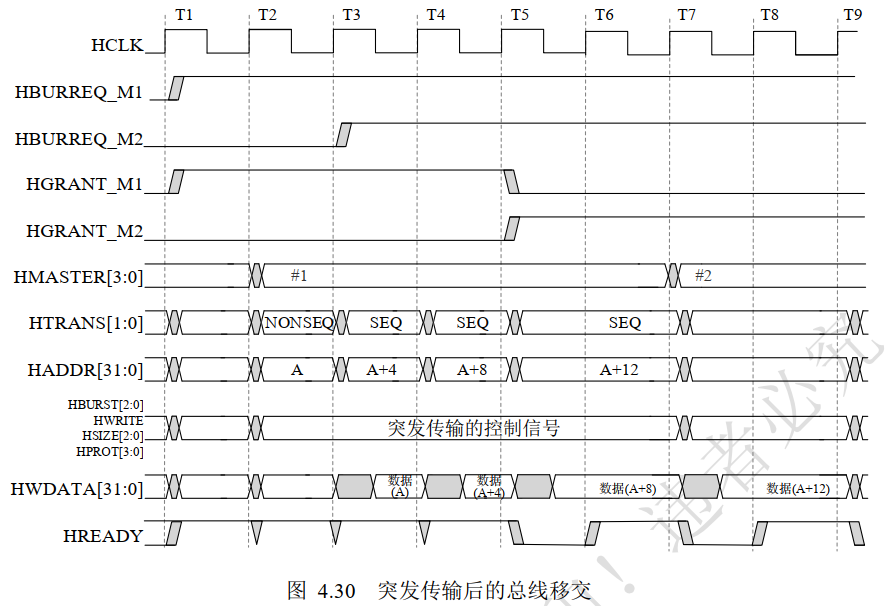 T1 T2 T3 T4 T5 T6 T7 T8 T9
HCLK
HBURREQ_M1
HBURREQ_M2
HGRANT_M1
HGRANT_M2
HMASTER[3:0] #1 #2
HTRANS[1:0] NONSEQ SEQ SEQ SEQ
HADDR[31:0] A A+4 A+8 A+12
HBURST[2:0]
HWRITE
HSIZE[2:0]
HPROT[3:0]
突发传输的控制信号
HWDATA[31:0] 数据(A) 数据(A+4) 数据(A+8) 数据(A+12)
HREADY
图 4.30 突发传输后的总线移交
！违者必究